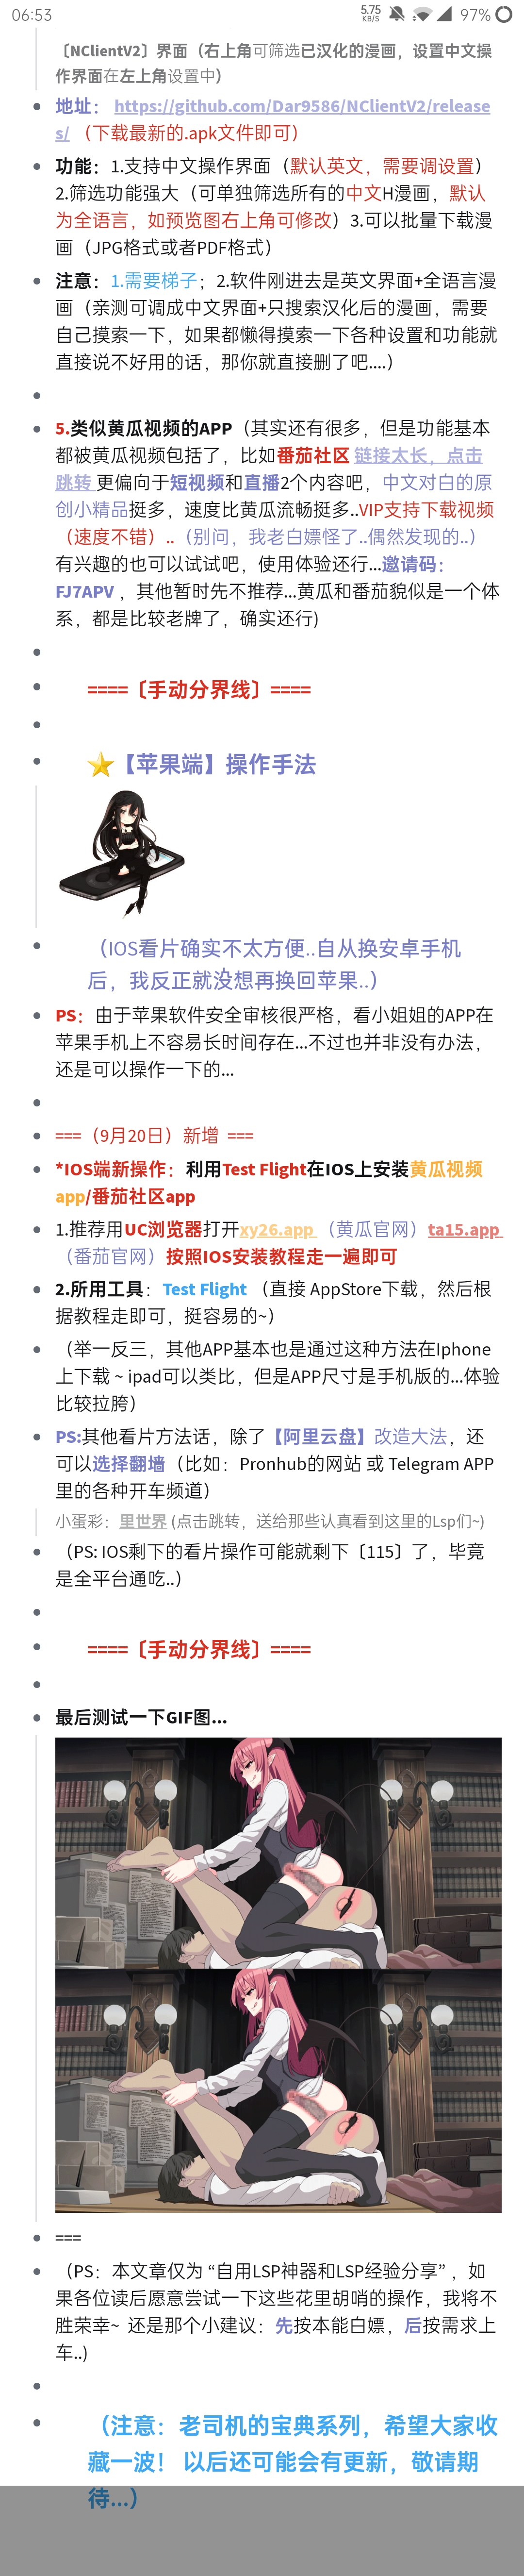 06:53
5.75
KB/S
97%
〔NClientV2〕界面（右上角可筛选已汉化的漫画，设置中文操
作界面在左上角设置中）
地址： https://github.com/Dar9586/NClientV2/release
s/ （下载最新的.apk文件即可）
功能：1.支持中文操作界面（默认英文，需要调设置）
2.筛选功能强大（可单独筛选所有的中文H漫画，默认
为全语言，如预览图右上角可修改）3.可以批量下载漫
画（JPG格式或者PDF格式）
注意：1.需要梯子；2.软件刚进去是英文界面+全语言漫
画（亲测可调成中文界面+只搜索汉化后的漫画，需要
自己摸索一下，如果都懒得摸索一下各种设置和功能就
直接说不好用的话，那你就直接删了吧....）
5.类似黄瓜视频的APP（其实还有很多，但是功能基本
都被黄瓜视频包括了，比如番茄社区 链接太长，点击
跳转 更偏向于短视频和直播2个内容吧，中文对白的原
创小精品挺多，速度比黄瓜流畅挺多..VIP支持下载视频
（速度不错）..（别问，我老白嫖怪了..偶然发现的..）
有兴趣的也可以试试吧，使用体验还行...邀请码：
FJ7APV ，其他暂时先不推荐...黄瓜和番茄貌似是一个体
系，都是比较老牌了，确实还行)
====〔手动分界线〕====
⭐【苹果端】操作手法
（IOS看片确实不太方便..自从换安卓手机
后，我反正就没想再换回苹果..）
PS：由于苹果软件安全审核很严格，看小姐姐的APP在
苹果手机上不容易长时间存在...不过也并非没有办法，
还是可以操作一下的...
===（9月20日）新增 ===
*IOS端新操作：利用Test Flight在IOS上安装黄瓜视频
app/番茄社区app
1.推荐用UC浏览器打开xy26.app （黄瓜官网）ta15.app
（番茄官网）按照IOS安装教程走一遍即可
2.所用工具：Test Flight （直接 AppStore下载，然后根
据教程走即可，挺容易的~）
（举一反三，其他APP基本也是通过这种方法在Iphone
上下载 ~ ipad可以类比，但是APP尺寸是手机版的...体验
比较拉胯）
PS:其他看片方法话，除了【阿里云盘】改造大法，还
可以选择翻墙（比如：Pronhub的网站 或 Telegram APP
里的各种开车频道）
小蛋彩：里世界 (点击跳转，送给那些认真看到这里的Lsp们~)
（PS: IOS剩下的看片操作可能就剩下〔115〕了，毕竟
是全平台通吃..）
====〔手动分界线〕====
最后测试一下GIF图...
===
（PS：本文章仅为 “自用LSP神器和LSP经验分享” ，如
果各位读后愿意尝试一下这些花里胡哨的操作，我将不
胜荣幸~ 还是那个小建议：先按本能白嫖，后按需求上
车..)
（注意：老司机的宝典系列，希望大家收
藏一波！ 以后还可能会有更新，敬请期
待...）